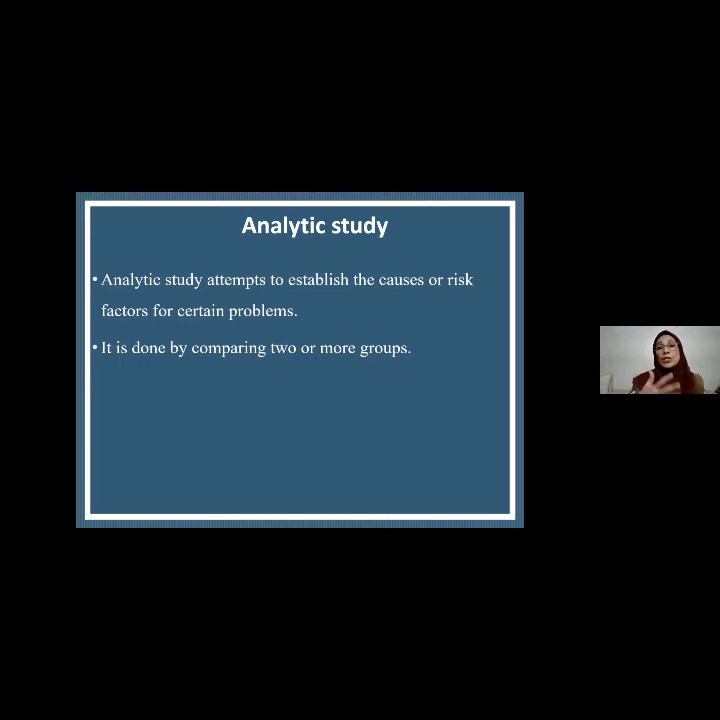 Analytic study
• Analytic study attempts to establish the causes or risk
factors for certain problems.
• It is done by comparing two or more groups.